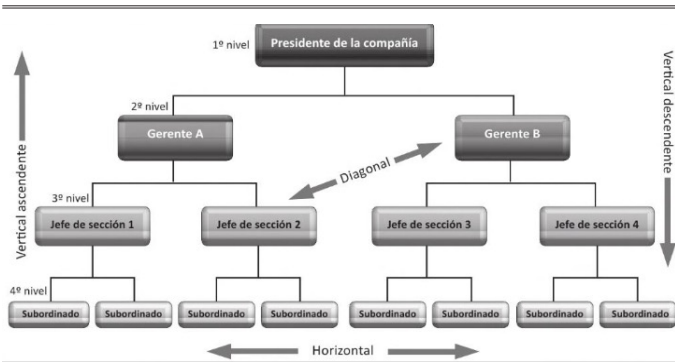 1º nivel
Presidente de la compañía
2º nivel
Gerente A
Gerente B
Vertical ascendente
Diagonal
Vertical descendente
3º nivel
Jefe de sección 1
Jefe de sección 2
Jefe de sección 3
Jefe de sección 4
4º nivel
Subordinado
Subordinado
Subordinado
Subordinado
Subordinado
Subordinado
Subordinado
Subordinado
Horizontal